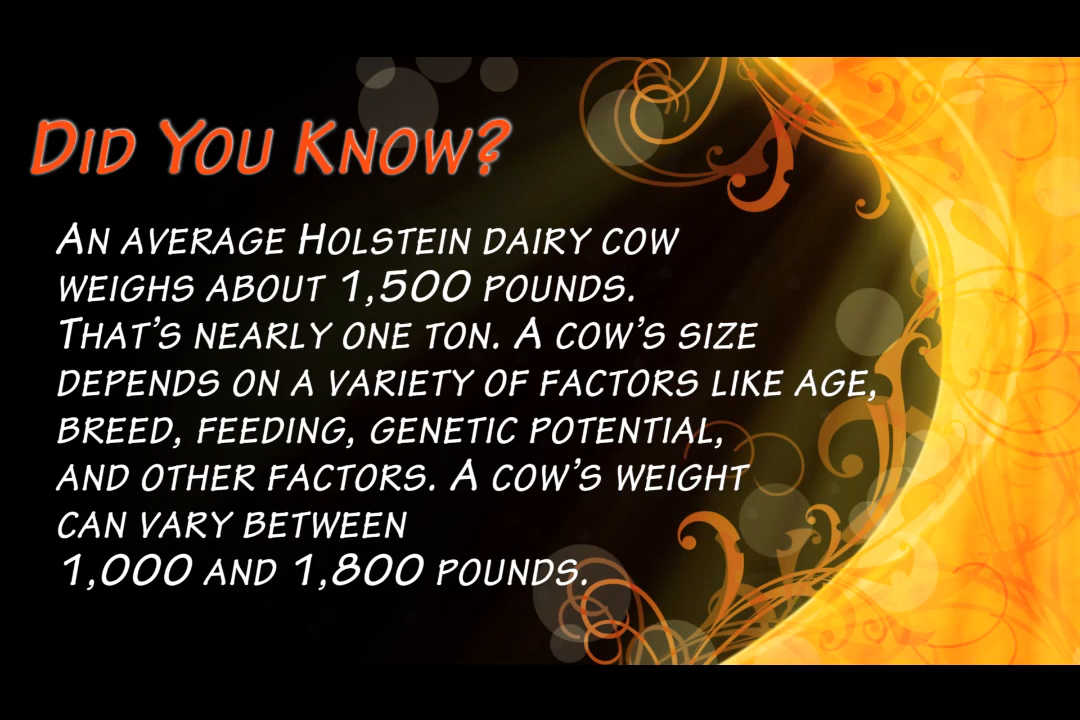 Did You Know?
An average Holstein dairy cow
weighs about 1,500 pounds.
That's nearly one ton. A cow's size
depends on a variety of factors like age,
breed, feeding, genetic potential,
and other factors. A cow's weight
can vary between
1,000 and 1,800 pounds.